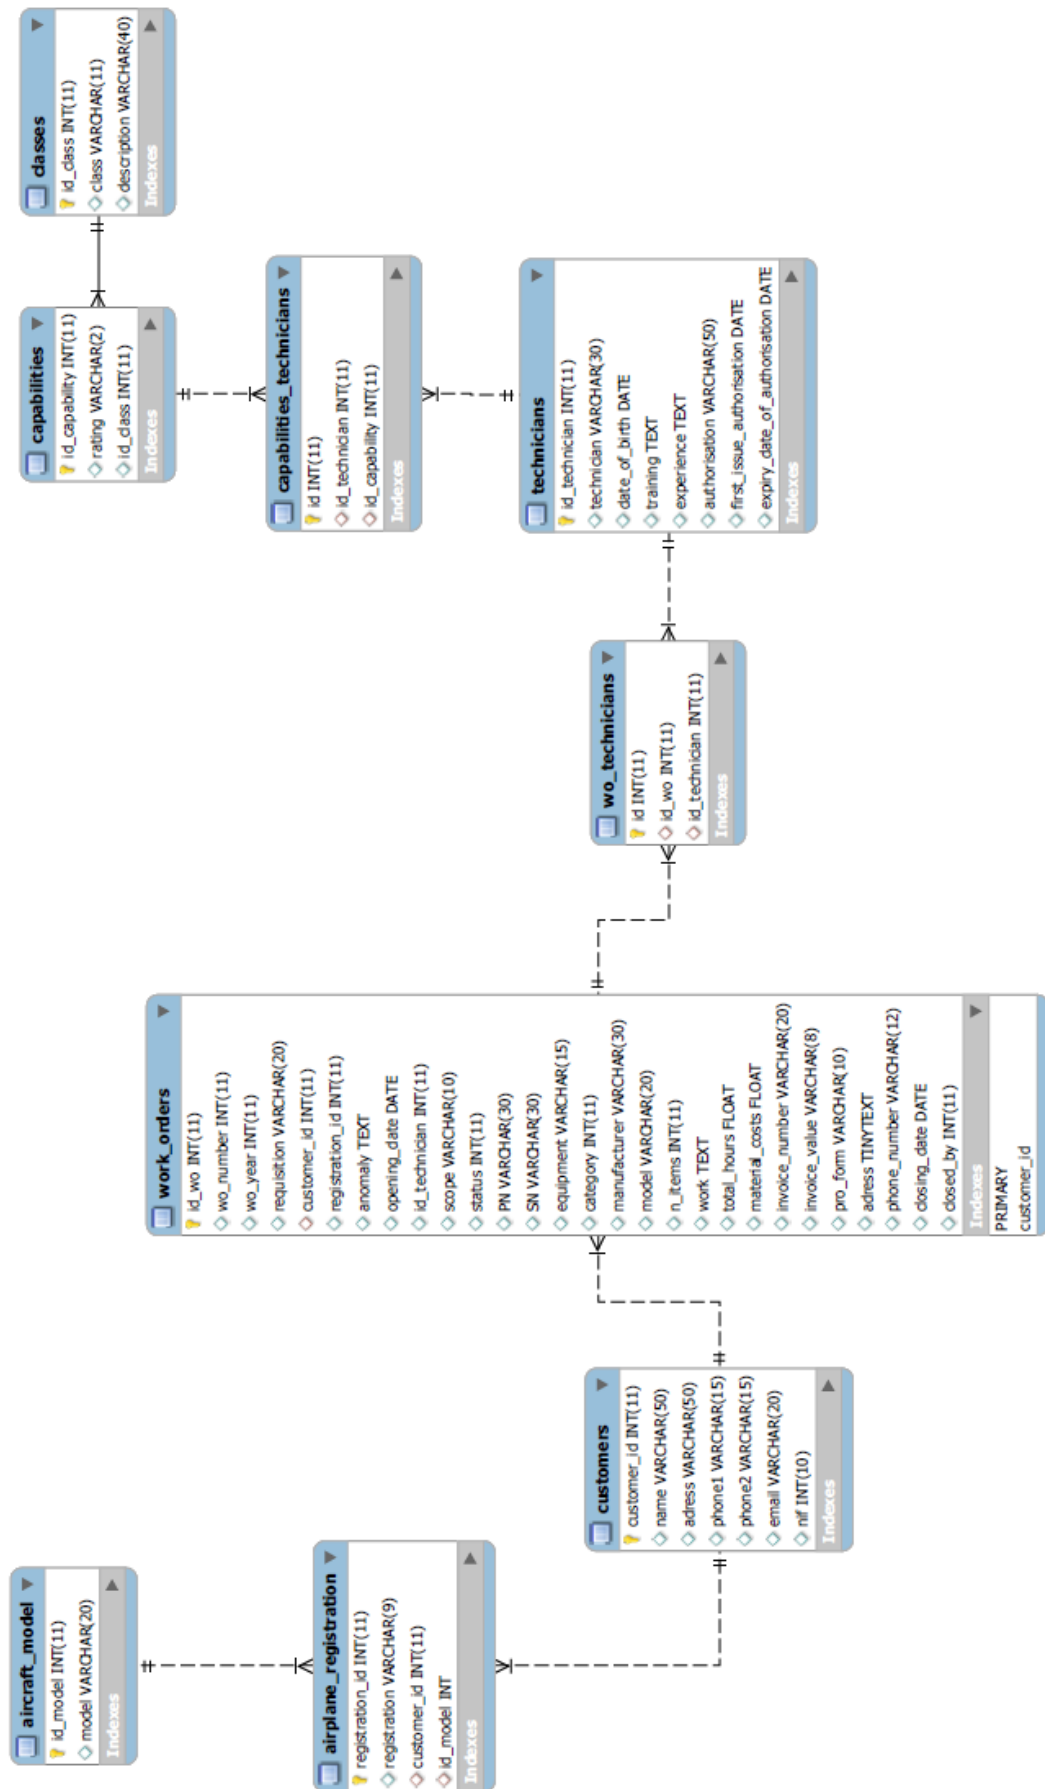 aircraft_model
id_model INT(11)
model VARCHAR(20)
Indexes
airplane_registration
registration_id INT(11)
registration VARCHAR(9)
customer_id INT(11)
id_model INT
Indexes
customers
customer_id INT(11)
name VARCHAR(50)
adress VARCHAR(50)
phone1 VARCHAR(15)
phone2 VARCHAR(15)
email VARCHAR(20)
nif INT(10)
Indexes
work_orders
id_wo INT(11)
wo_number INT(11)
wo_year INT(11)
requisition VARCHAR(20)
customer_id INT(11)
registration_id INT(11)
anomaly TEXT
opening_date DATE
id_technician INT(11)
scope VARCHAR(10)
status INT(11)
PN VARCHAR(30)
SN VARCHAR(30)
equipment VARCHAR(15)
category INT(11)
manufacturer VARCHAR(30)
model VARCHAR(20)
n_items INT(11)
work TEXT
total_hours FLOAT
material_costs FLOAT
invoice_number VARCHAR(20)
invoice_value VARCHAR(8)
pro_form VARCHAR(10)
adress TINYTEXT
phone_number VARCHAR(12)
closing_date DATE
closed_by INT(11)
Indexes
PRIMARY
customer_id
wo_technicians
id INT(11)
id_wo INT(11)
id_technician INT(11)
Indexes
technicians
id_technician INT(11)
technician VARCHAR(30)
date_of_birth DATE
training TEXT
experience TEXT
authorisation VARCHAR(50)
first_issue_authorisation DATE
expiry_date_of_authorisation DATE
Indexes
capabilities_technicians
id INT(11)
id_technician INT(11)
id_capability INT(11)
Indexes
capabilities
id_capability INT(11)
rating VARCHAR(2)
id_class INT(11)
Indexes
classes
id_class INT(11)
class VARCHAR(11)
description VARCHAR(40)
Indexes